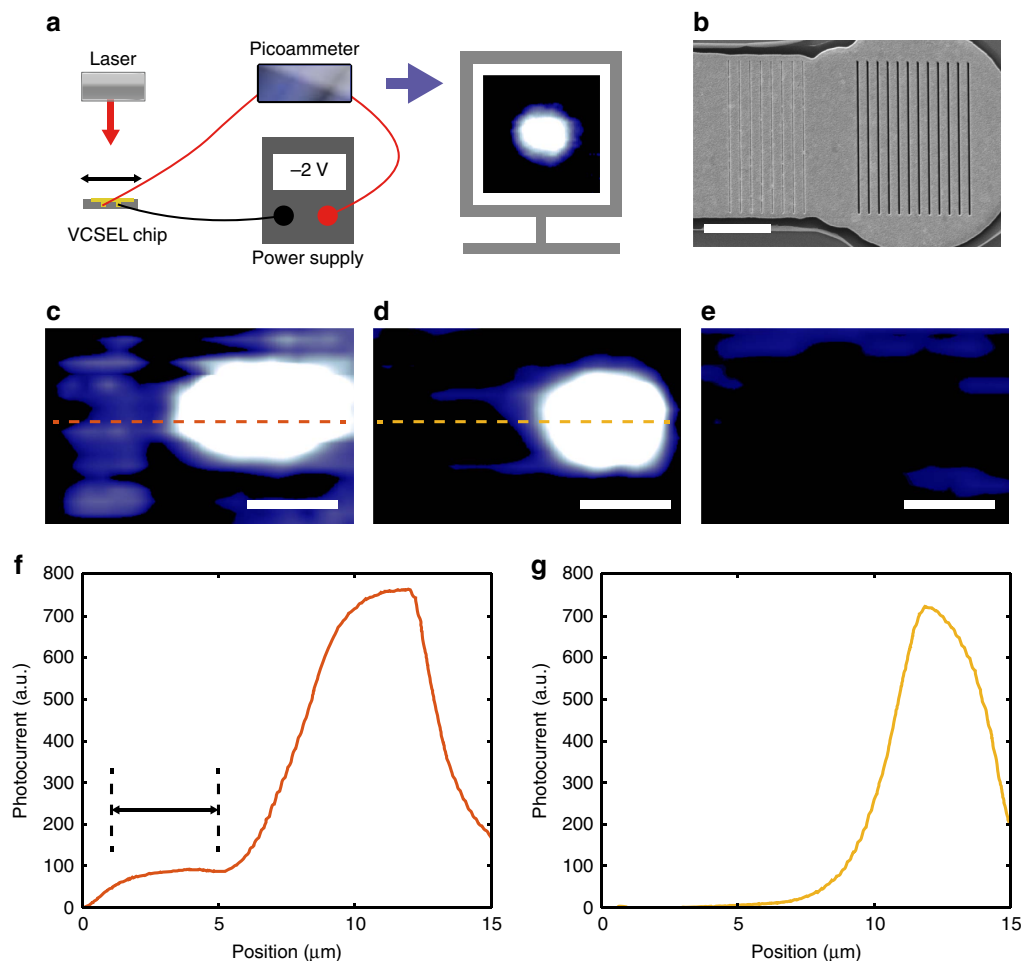 a
Laser
Picoammeter
–2 V
VCSEL chip
Power supply
b
c
d
e
f
800
700
600
500
400
300
200
100
0
Photocurrent (a.u.)
0
5
10
15
Position (μm)
g
800
700
600
500
400
300
200
100
0
Photocurrent (a.u.)
0
5
10
15
Position (μm)